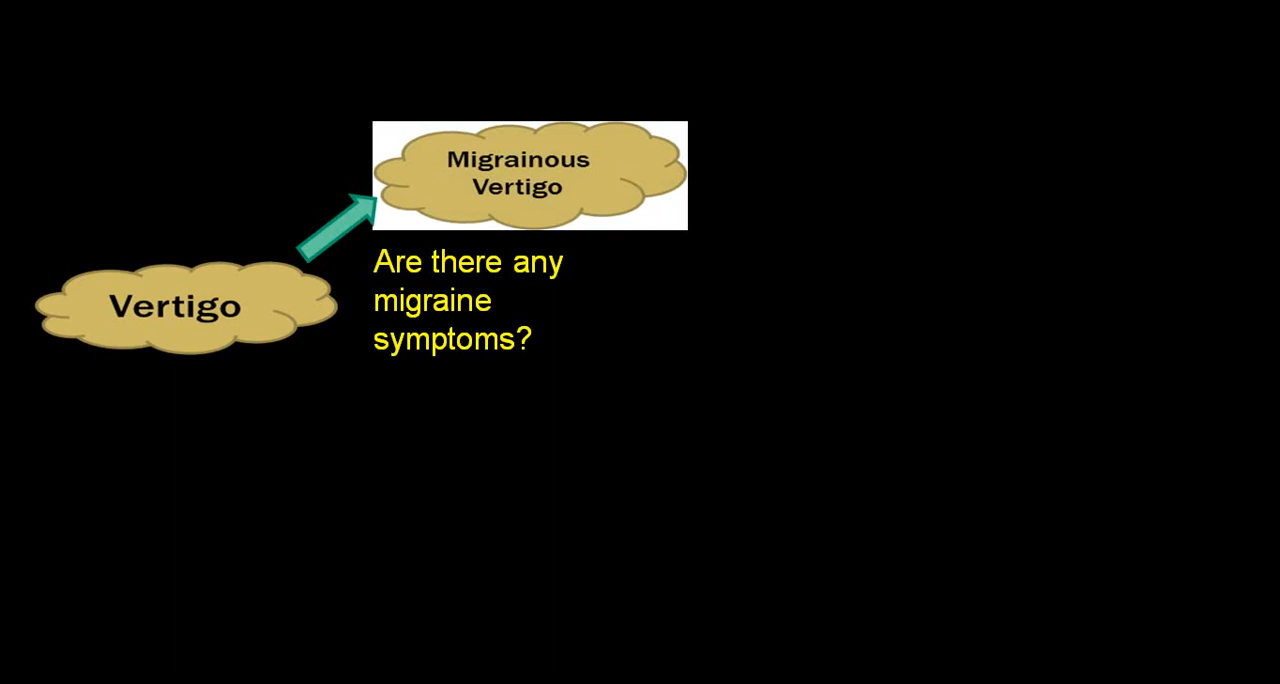 Migrainous
Vertigo
Vertigo
Are there any
migraine
symptoms?